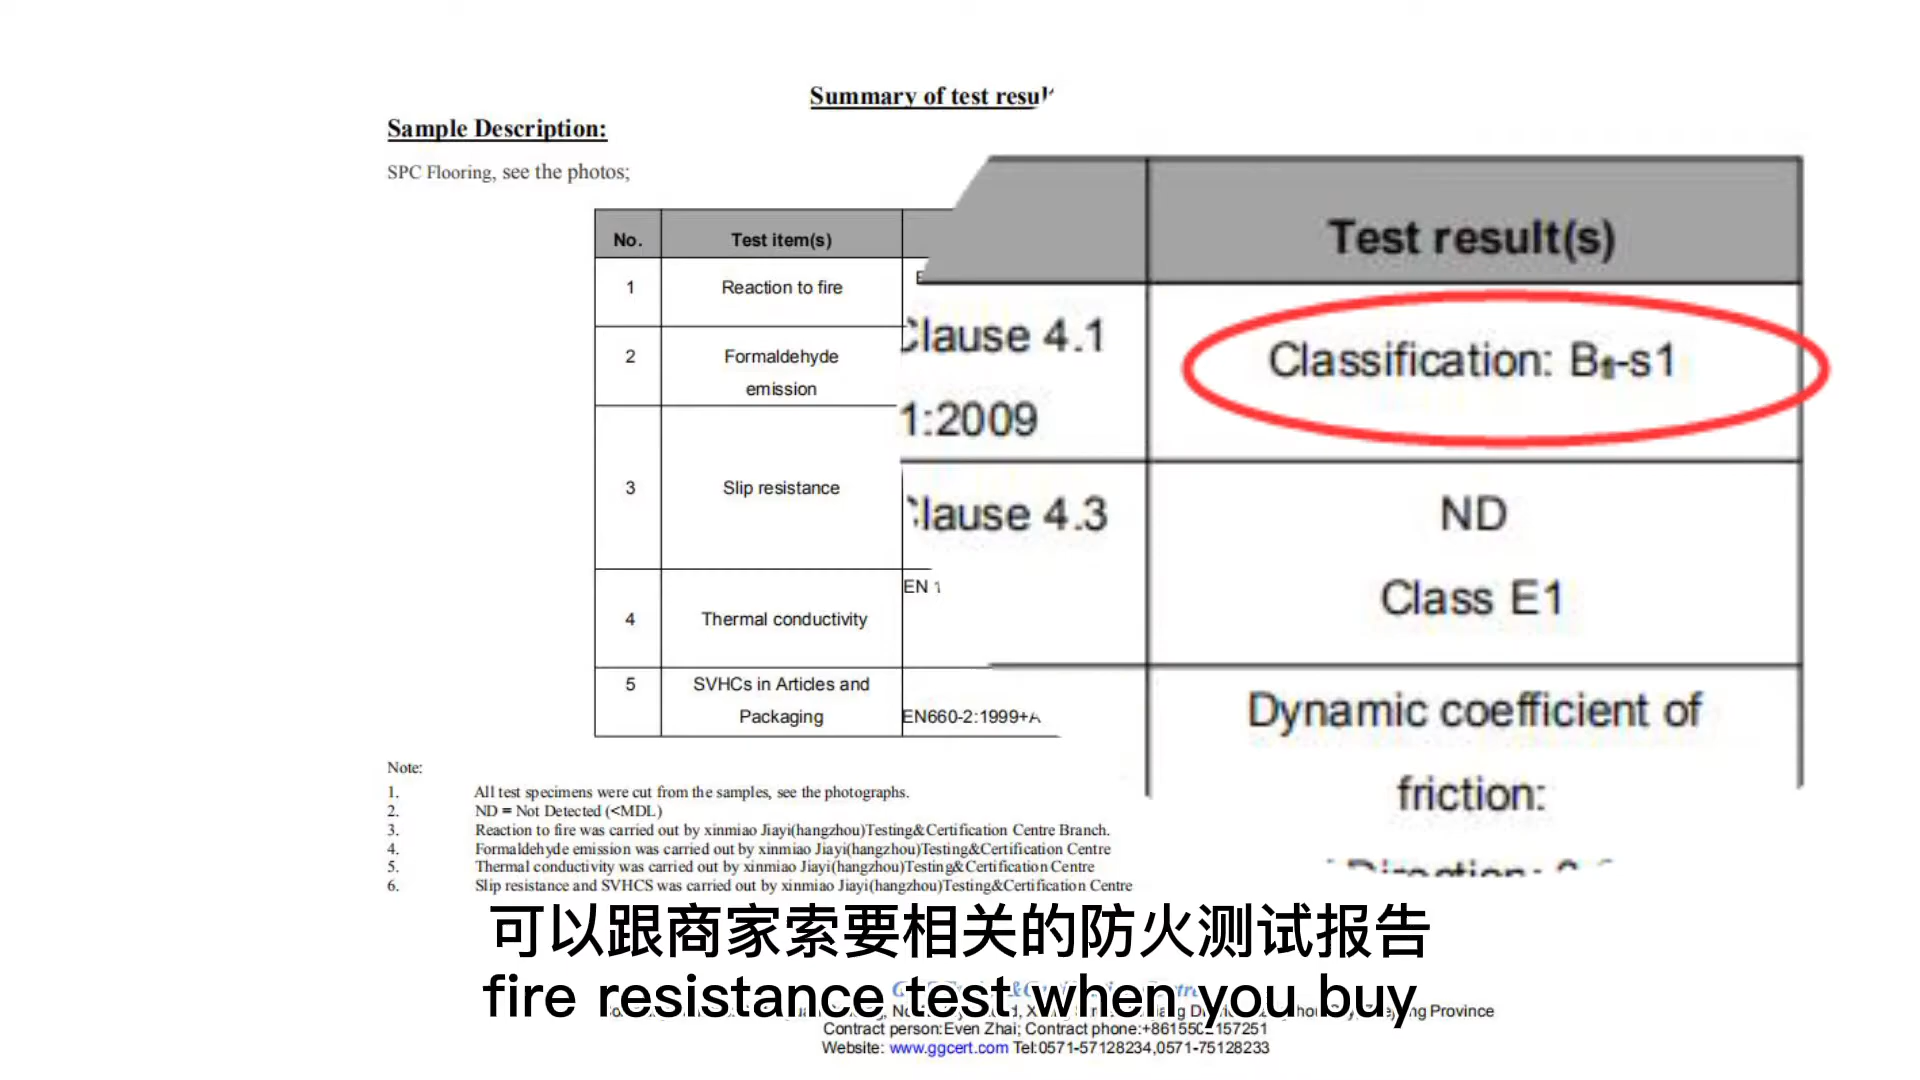 Summary of test
Sample Description:
SPC Flooring, see the photos;
No.
Test item(s)
Test result(s)
1
Reaction to fire
Clause 4.1
1:2009
Classification: Bfl-s1
2
Formaldehyde
emission
Clause 4.3
ND
Class E1
3
Slip resistance
Dynamic coefficient of
friction:
4
Thermal conductivity
EN 1
5
SVHCs in Articles and
Packaging
EN660-2:1999+A
Note:
1. All test specimens were cut from the samples, see the photographs.
2. ND = Not Detected (<MDL)
3. Reaction to fire was carried out by xinmiao Jiayi(hangzhou)Testing&Certification Centre Branch.
4. Formaldehyde emission was carried out by xinmiao Jiayi(hangzhou)Testing&Certification Centre
5. Thermal conductivity was carried out by xinmiao Jiayi(hangzhou)Testing&Certification Centre
6. Slip resistance and SVHCS was carried out by xinmiao Jiayi(hangzhou)Testing&Certification Centre
可以跟商家索要相关的防火测试报告
fire resistance test when you buy
Province
Contract person:Even Zhai; Contract phone:
Website: www.ggcert.com Tel:0571-57128234,0571-75128233